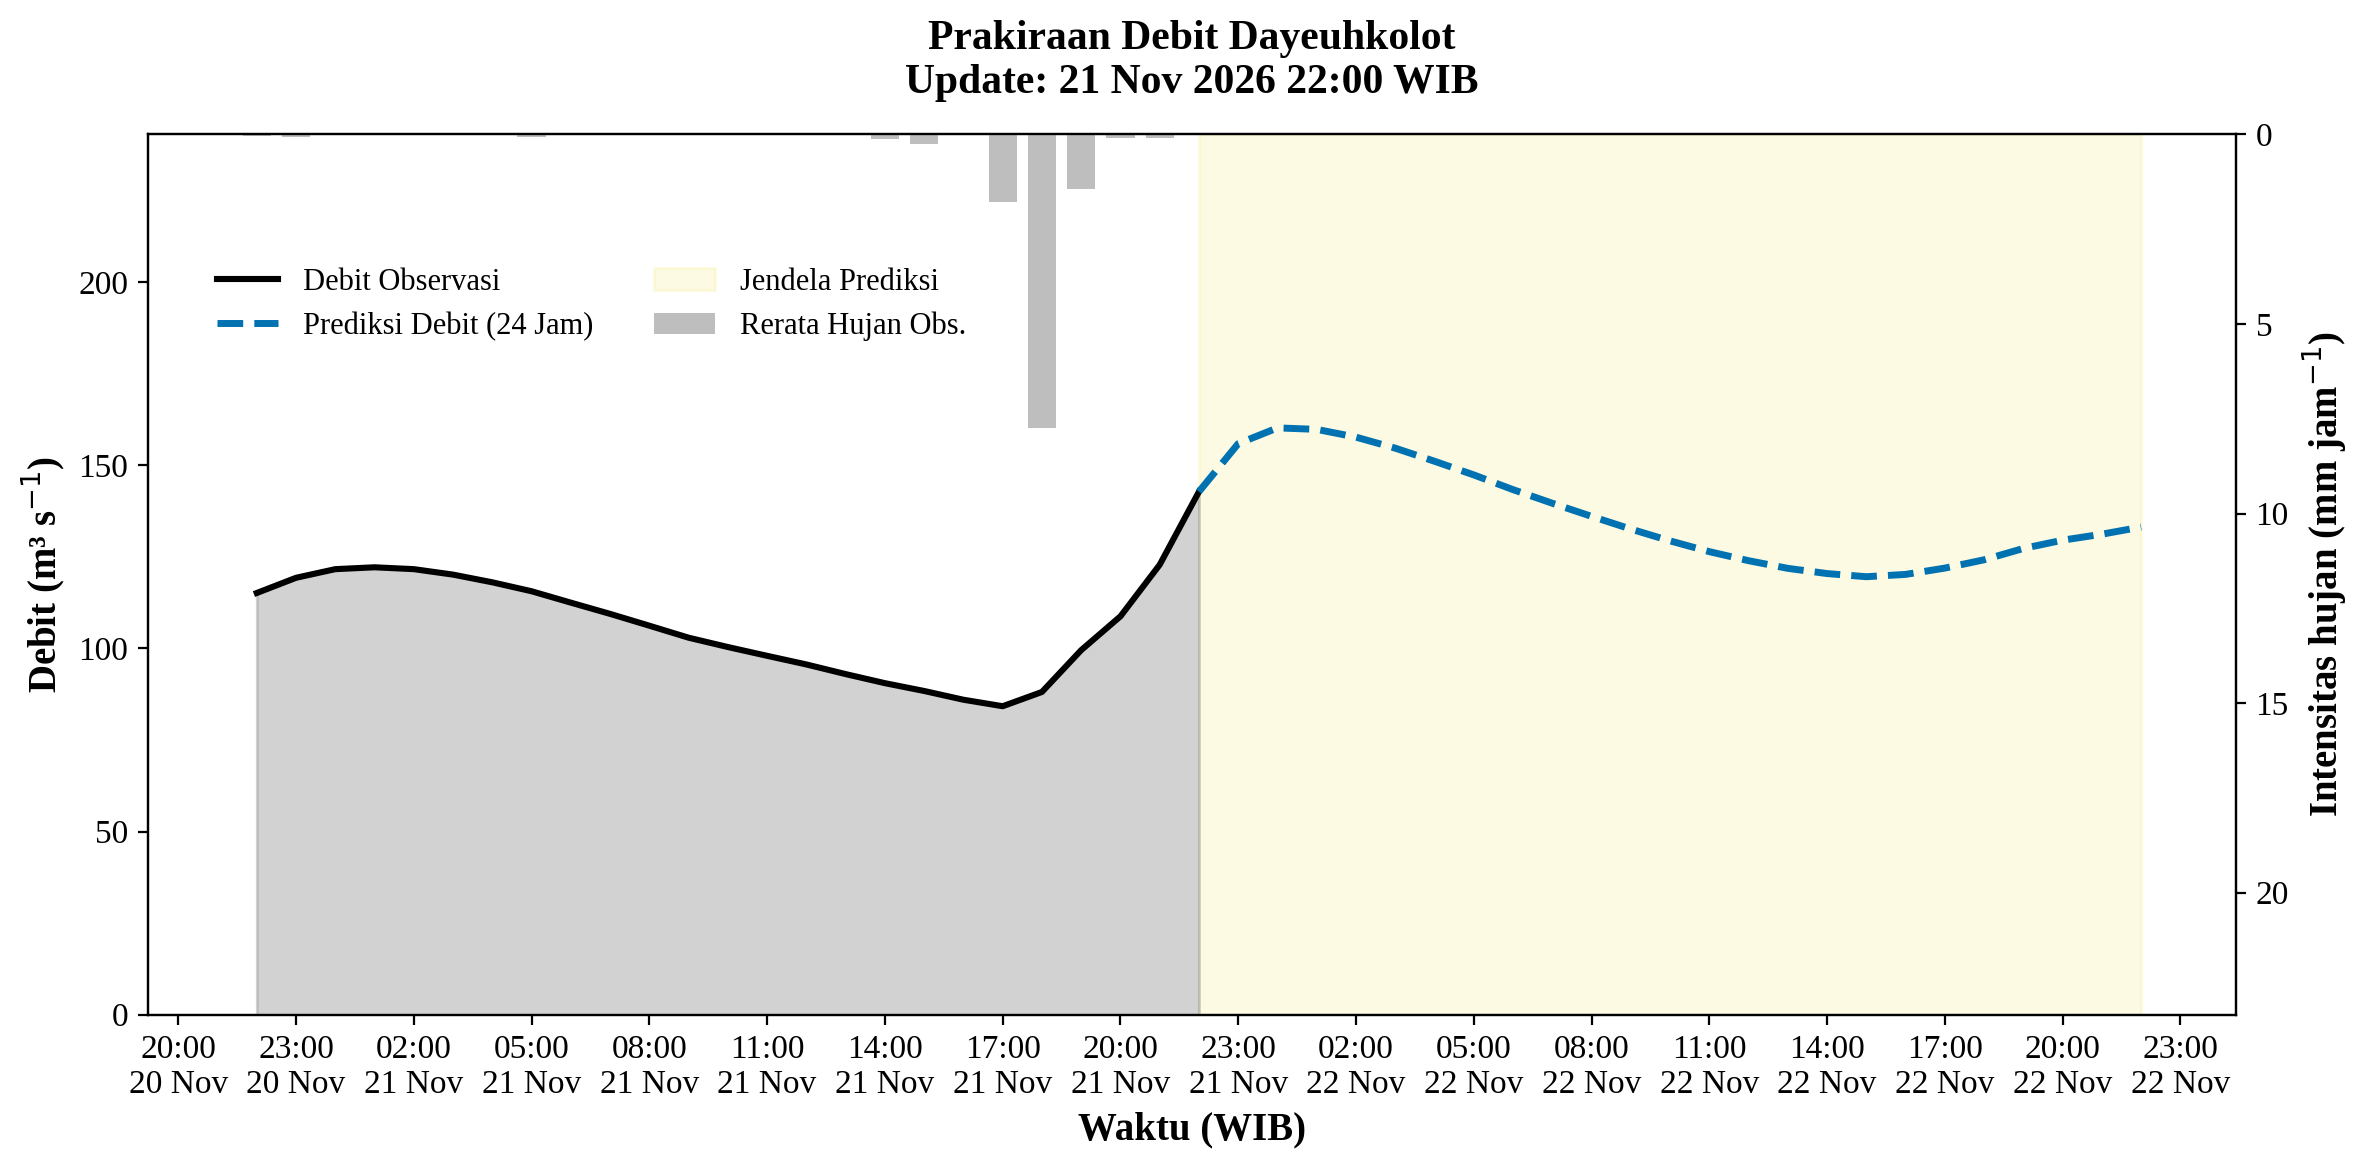 Prakiraan Debit Dayeuhkolot
Update: 21 Nov 2026 22:00 WIB
Debit (m³ s⁻¹)
200
150
100
50
0
Debit Observasi
Prediksi Debit (24 Jam)
Jendela Prediksi
Rerata Hujan Obs.
0
5
10
15
20
Intensitas hujan (mm jam⁻¹)
20:00 23:00 02:00 05:00 08:00 11:00 14:00 17:00 20:00 23:00 02:00 05:00 08:00 11:00 14:00 17:00 20:00 23:00
20 Nov 20 Nov 21 Nov 21 Nov 21 Nov 21 Nov 21 Nov 21 Nov 21 Nov 21 Nov 22 Nov 22 Nov 22 Nov 22 Nov 22 Nov 22 Nov 22 Nov 22 Nov
Waktu (WIB)